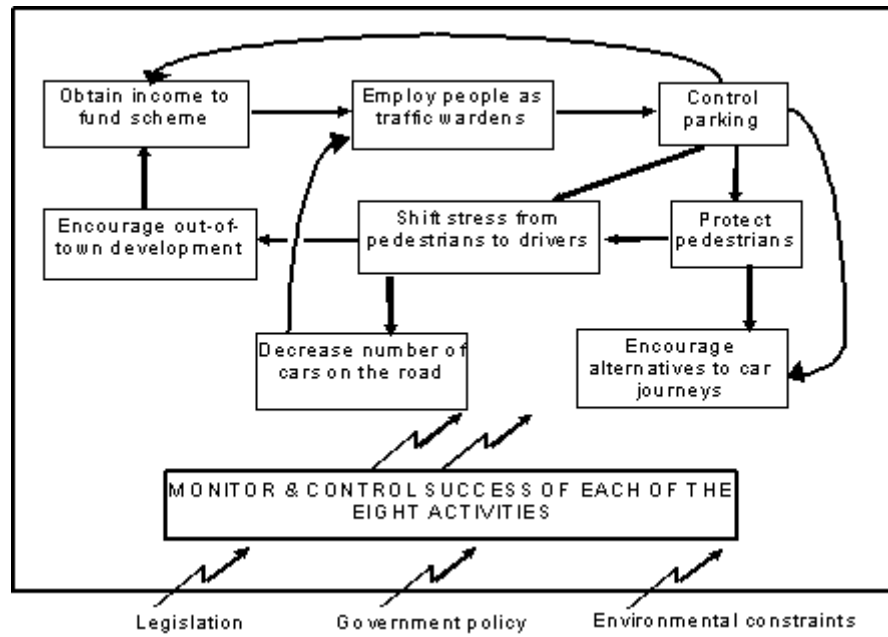 Obtain income to
fund scheme
Employ people as
traffic wardens
Control
parking
Encourage out-of-
town development
Shift stress from
pedestrians to drivers
Protect
pedestrians
Decrease number of
cars on the road
Encourage
alternatives to car
journeys
MONITOR & CONTROL SUCCESS OF EACH OF THE
EIGHT ACTIVITIES
Legislation
Government policy
Environmental constraints